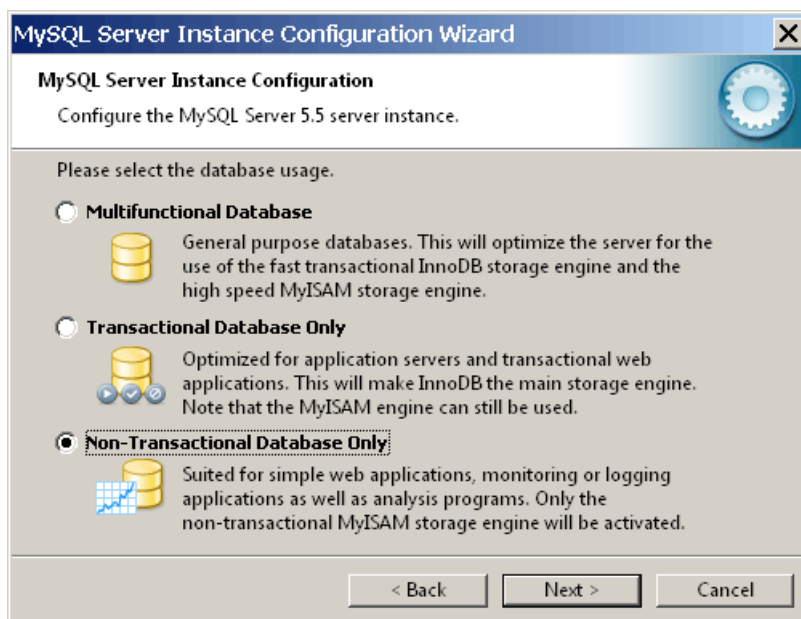 MySQL Server Instance Configuration Wizard
MySQL Server Instance Configuration
Configure the MySQL Server 5.5 server instance.
Please select the database usage.
Multifunctional Database
General purpose databases. This will optimize the server for the
use of the fast transactional InnoDB storage engine and the
high speed MyISAM storage engine.
Transactional Database Only
Optimized for application servers and transactional web
applications. This will make InnoDB the main storage engine.
Note that the MyISAM engine can still be used.
Non-Transactional Database Only
Suited for simple web applications, monitoring or logging
applications as well as analysis programs. Only the
non-transactional MyISAM storage engine will be activated.
< Back
Next >
Cancel